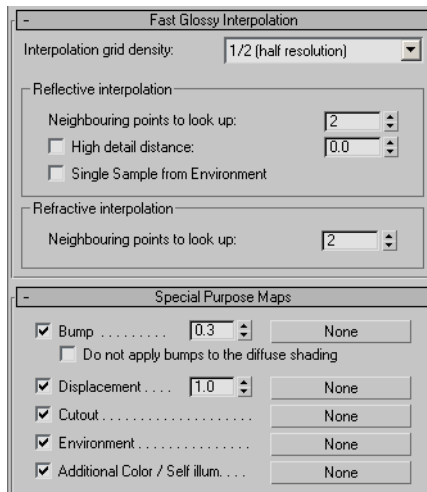 - Fast Glossy Interpolation
Interpolation grid density: 1/2 (half resolution)
Reflective interpolation
Neighbouring points to look up: 2
High detail distance: 0.0
Single Sample from Environment
Refractive interpolation
Neighbouring points to look up: 2
- Special Purpose Maps
Bump . . . . . . . . . 0.3 None
Do not apply bumps to the diffuse shading
Displacement . . . . 1.0 None
Cutout . . . . . . . . . . . . . . . . . . . . None
Environment . . . . . . . . . . . . . . . None
Additional Color / Self illum. . . . None